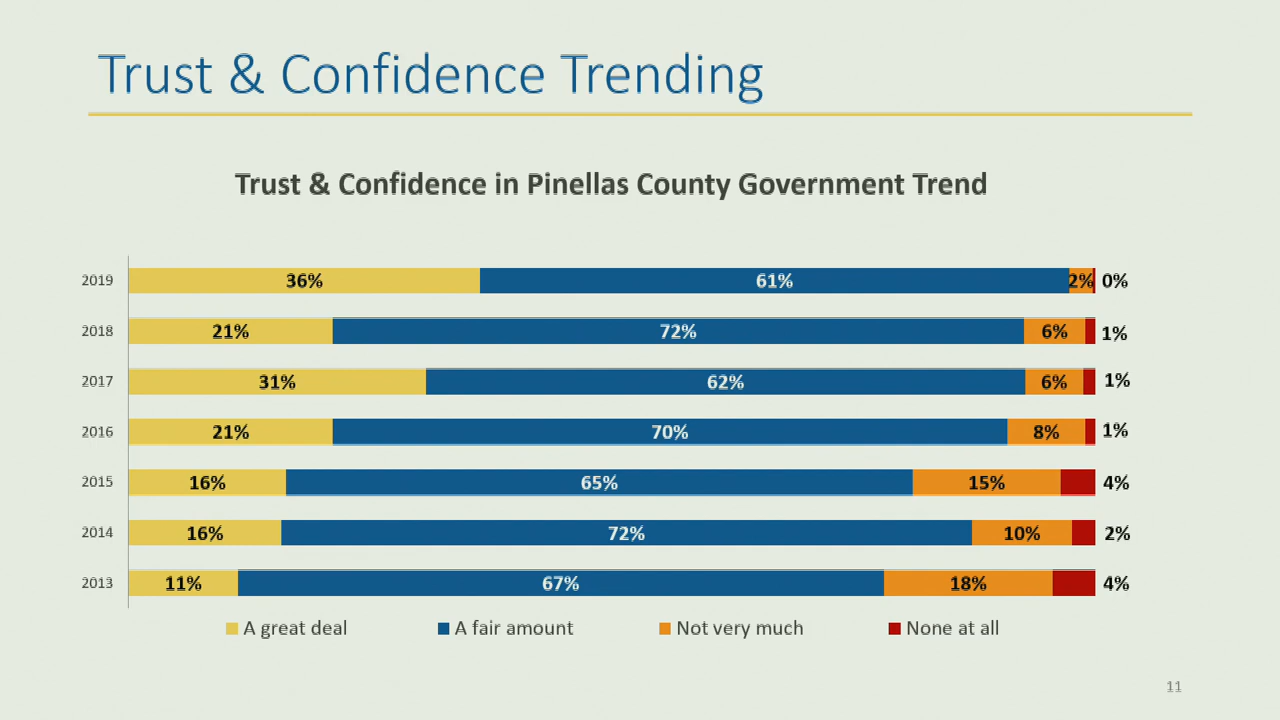 Trust & Confidence Trending
Trust & Confidence in Pinellas County Government Trend
2019 36% 61% 2% 0%
2018 21% 72% 6% 1%
2017 31% 62% 6% 1%
2016 21% 70% 8% 1%
2015 16% 65% 15% 4%
2014 16% 72% 10% 2%
2013 11% 67% 18% 4%
A great deal A fair amount Not very much None at all
11